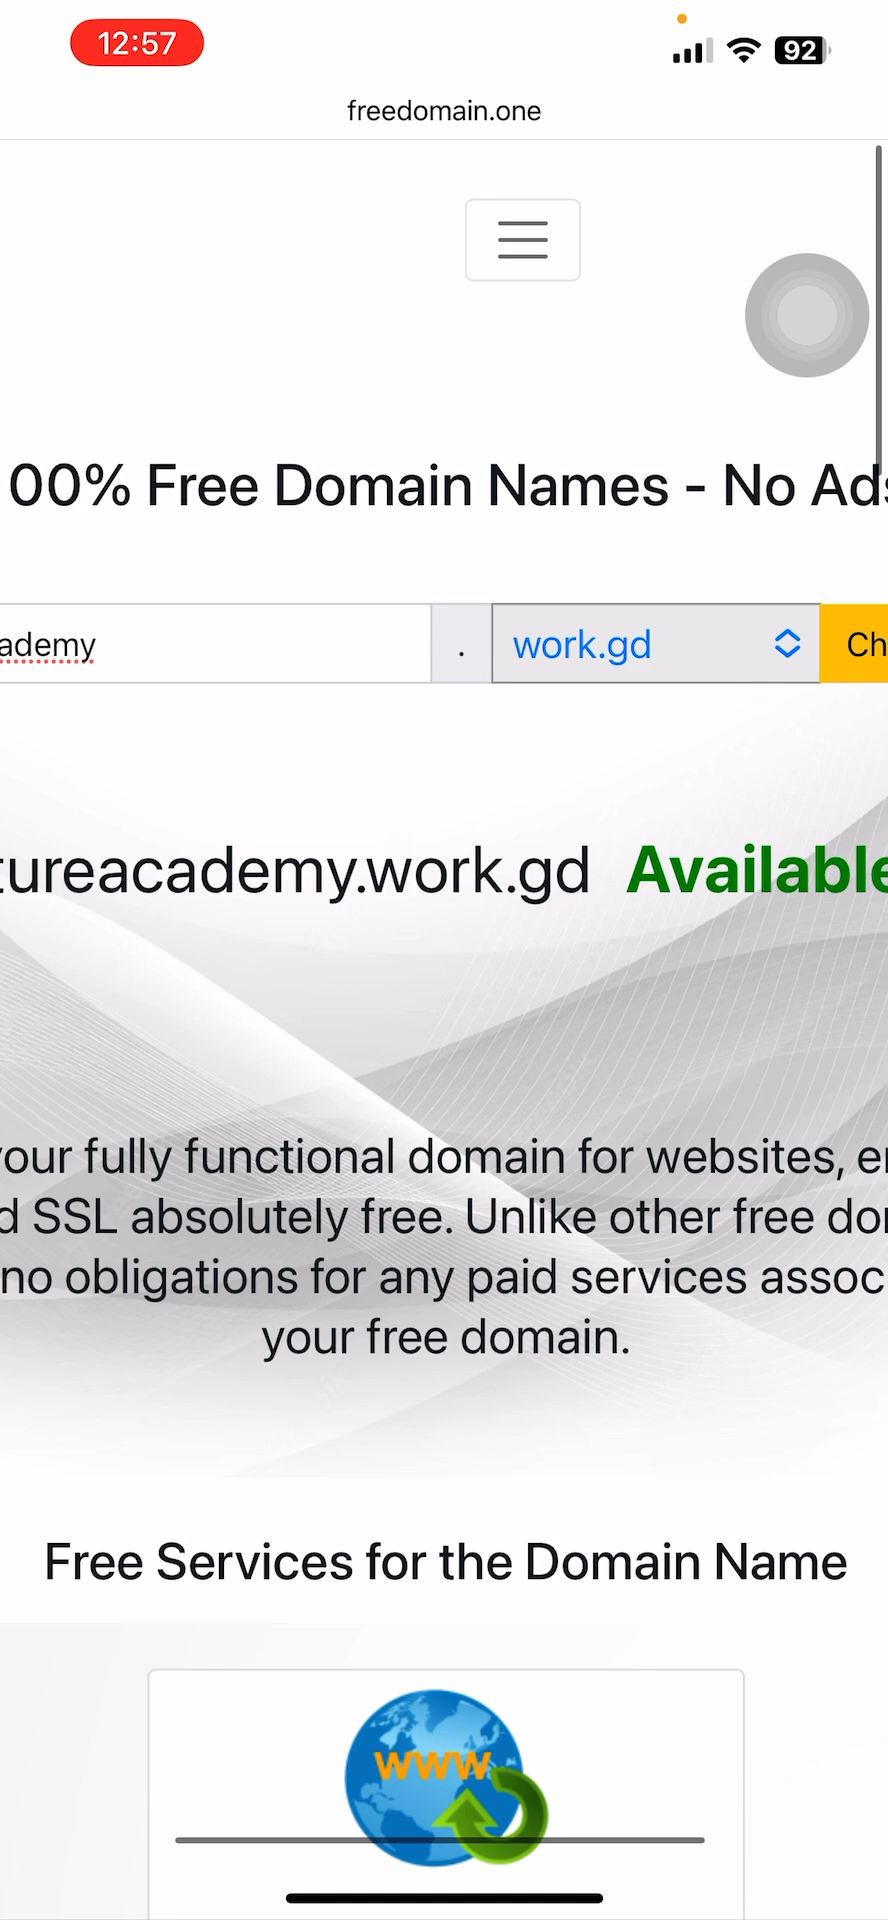 12:57
92
freedomain.one
00% Free Domain Names - No Ads
ademy . work.gd Ch
tureacademy.work.gd Available
your fully functional domain for websites, e
d SSL absolutely free. Unlike other free do
no obligations for any paid services assoc
your free domain.
Free Services for the Domain Name
www